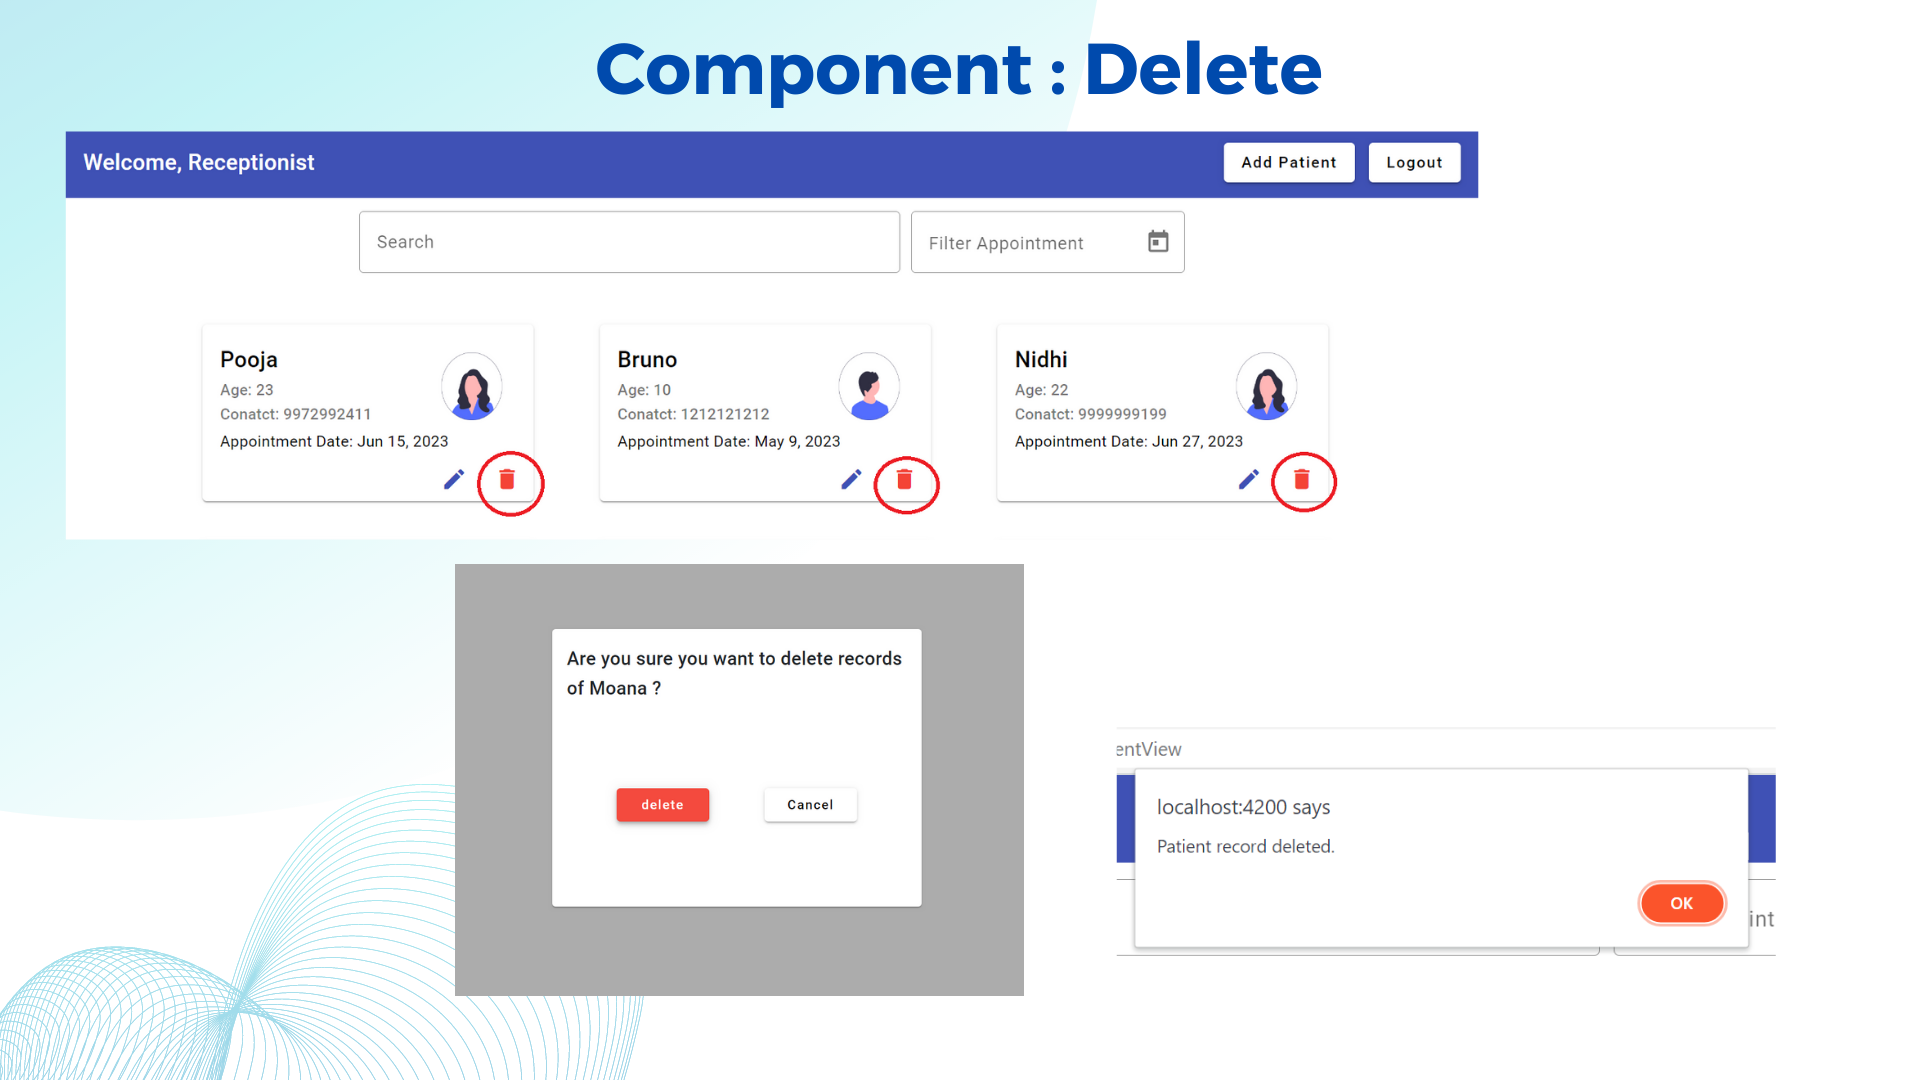 Component : Delete
Welcome, Receptionist
Add Patient
Logout
Search
Filter Appointment
Pooja
Age: 23
Conatct: 9972992411
Appointment Date: Jun 15, 2023
Bruno
Age: 10
Conatct: 1212121212
Appointment Date: May 9, 2023
Nidhi
Age: 22
Conatct: 9999999199
Appointment Date: Jun 27, 2023
Are you sure you want to delete records
of Moana ?
delete
Cancel
entView
localhost:4200 says
Patient record deleted.
OK
int